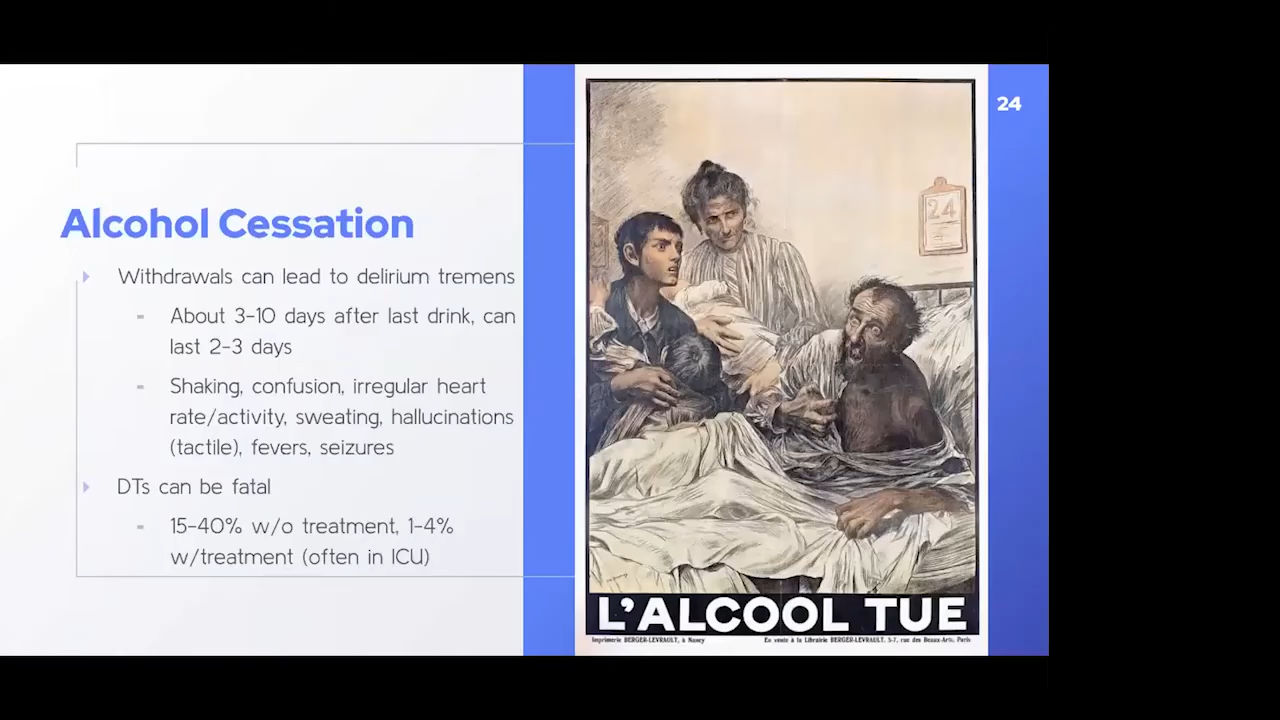 24
Alcohol Cessation
Withdrawals can lead to delirium tremens
About 3-10 days after last drink, can
last 2-3 days
Shaking, confusion, irregular heart
rate/activity, sweating, hallucinations
(tactile), fevers, seizures
DTs can be fatal
15-40% w/o treatment, 1-4%
w/treatment (often in ICU)
24
L'ALCOOL TUE
Imprimerie BERGER-LEVRAULT, à Nancy
En vente à la Librairie BERGER-LEVRAULT, 5-7, rue des Beaux-Arts, Paris